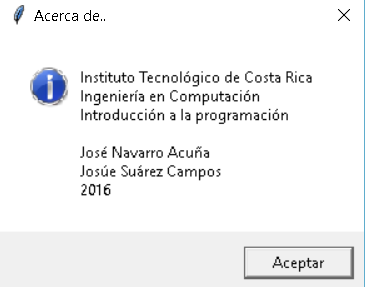 Acerca de..
Instituto Tecnológico de Costa Rica
Ingeniería en Computación
Introducción a la programación
José Navarro Acuña
Josúe Suárez Campos
2016
Aceptar